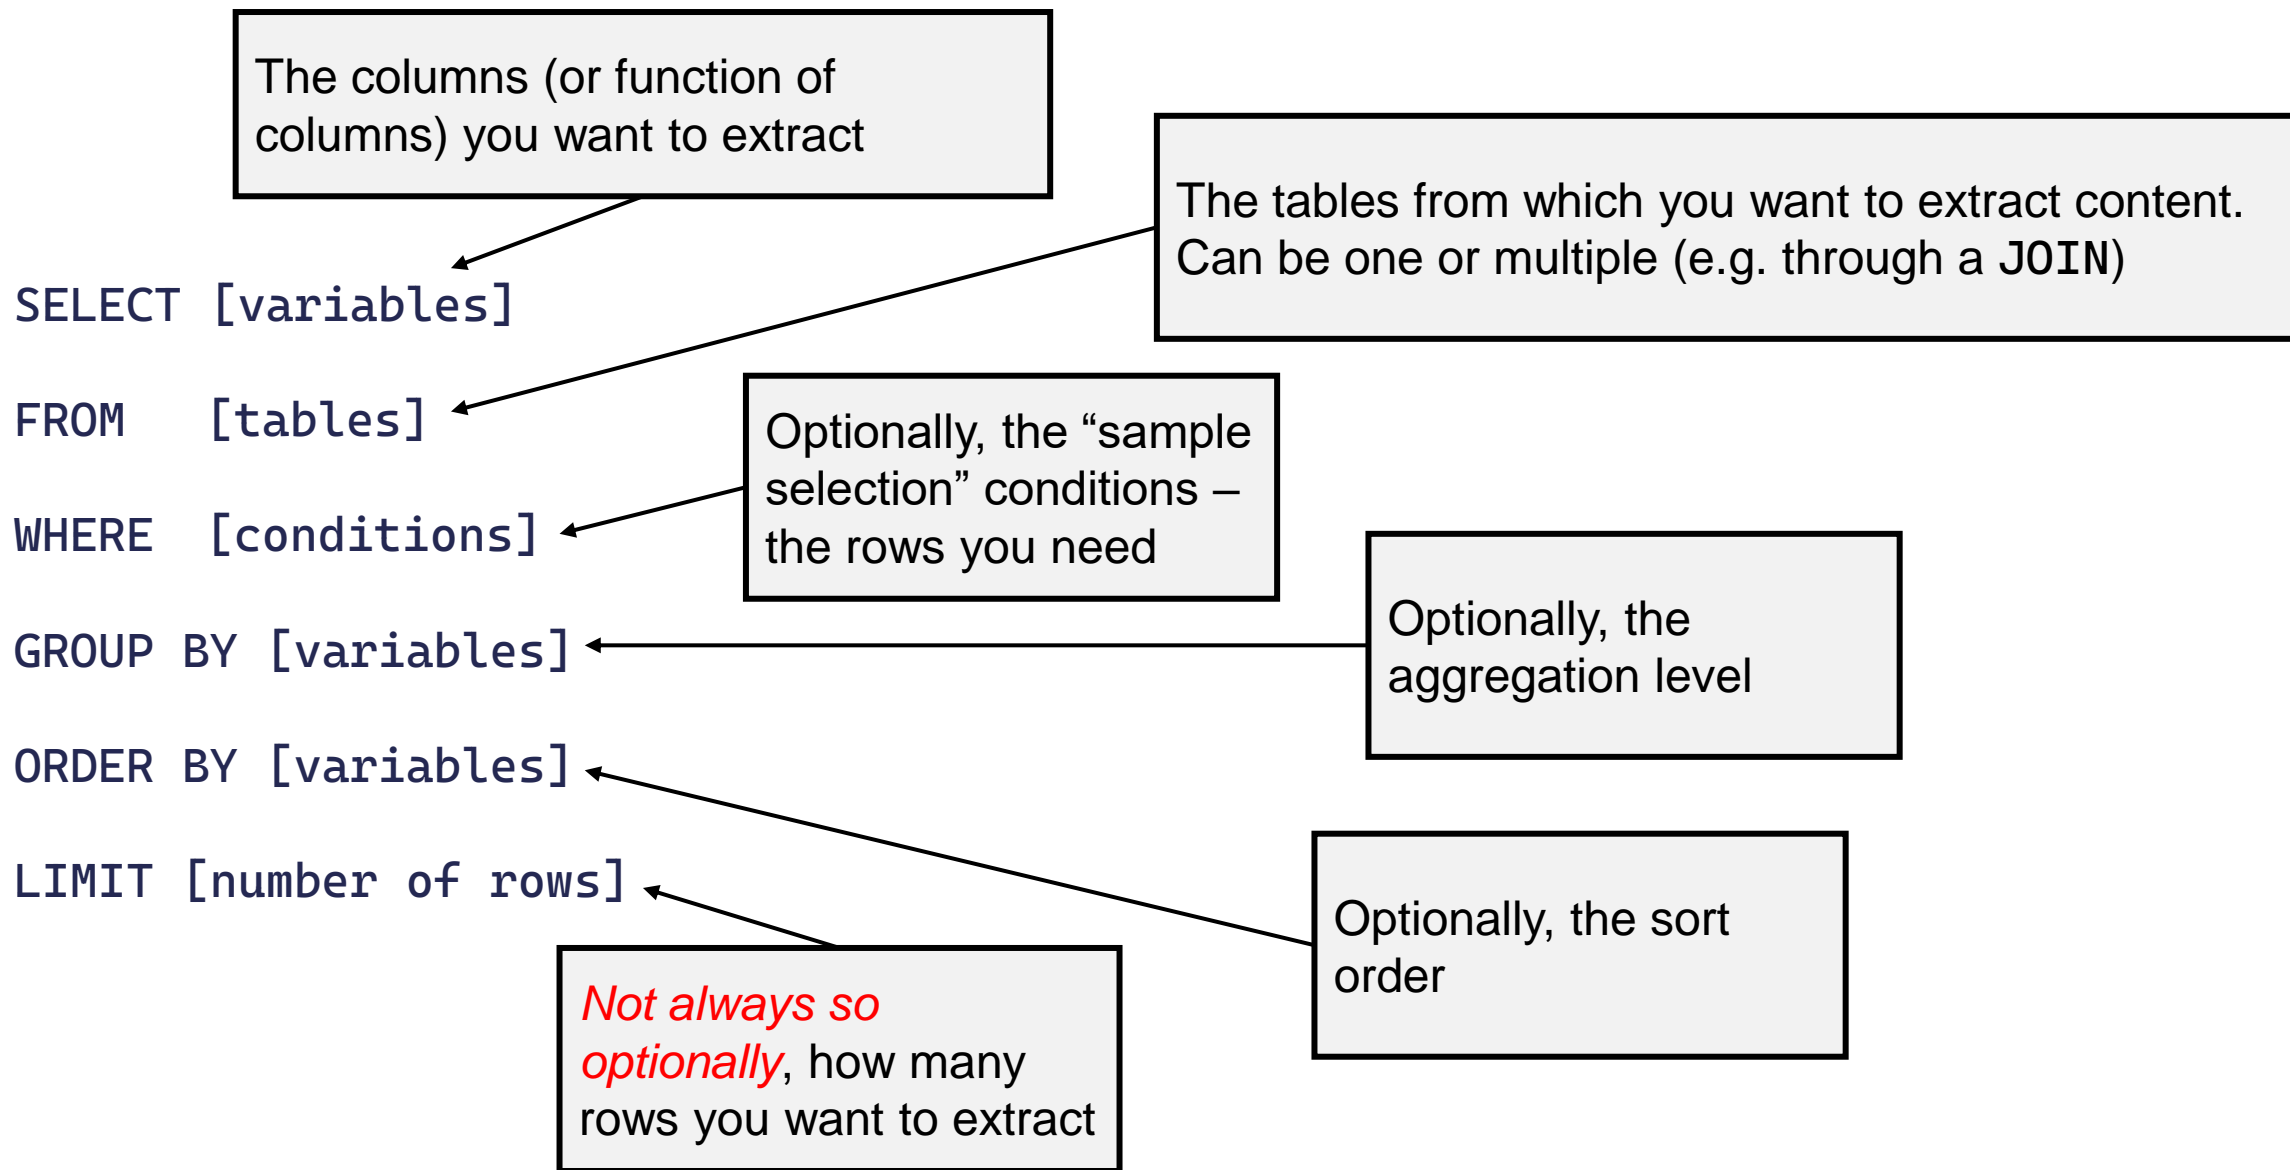 The columns (or function of
columns) you want to extract
The tables from which you want to extract content.
Can be one or multiple (e.g. through a JOIN)
SELECT [variables]
FROM   [tables]
Optionally, the “sample
selection” conditions –
the rows you need
WHERE  [conditions]
Optionally, the
aggregation level
GROUP BY [variables]
ORDER BY [variables]
LIMIT [number of rows]
Optionally, the sort
order
Not always so
optionally, how many
rows you want to extract